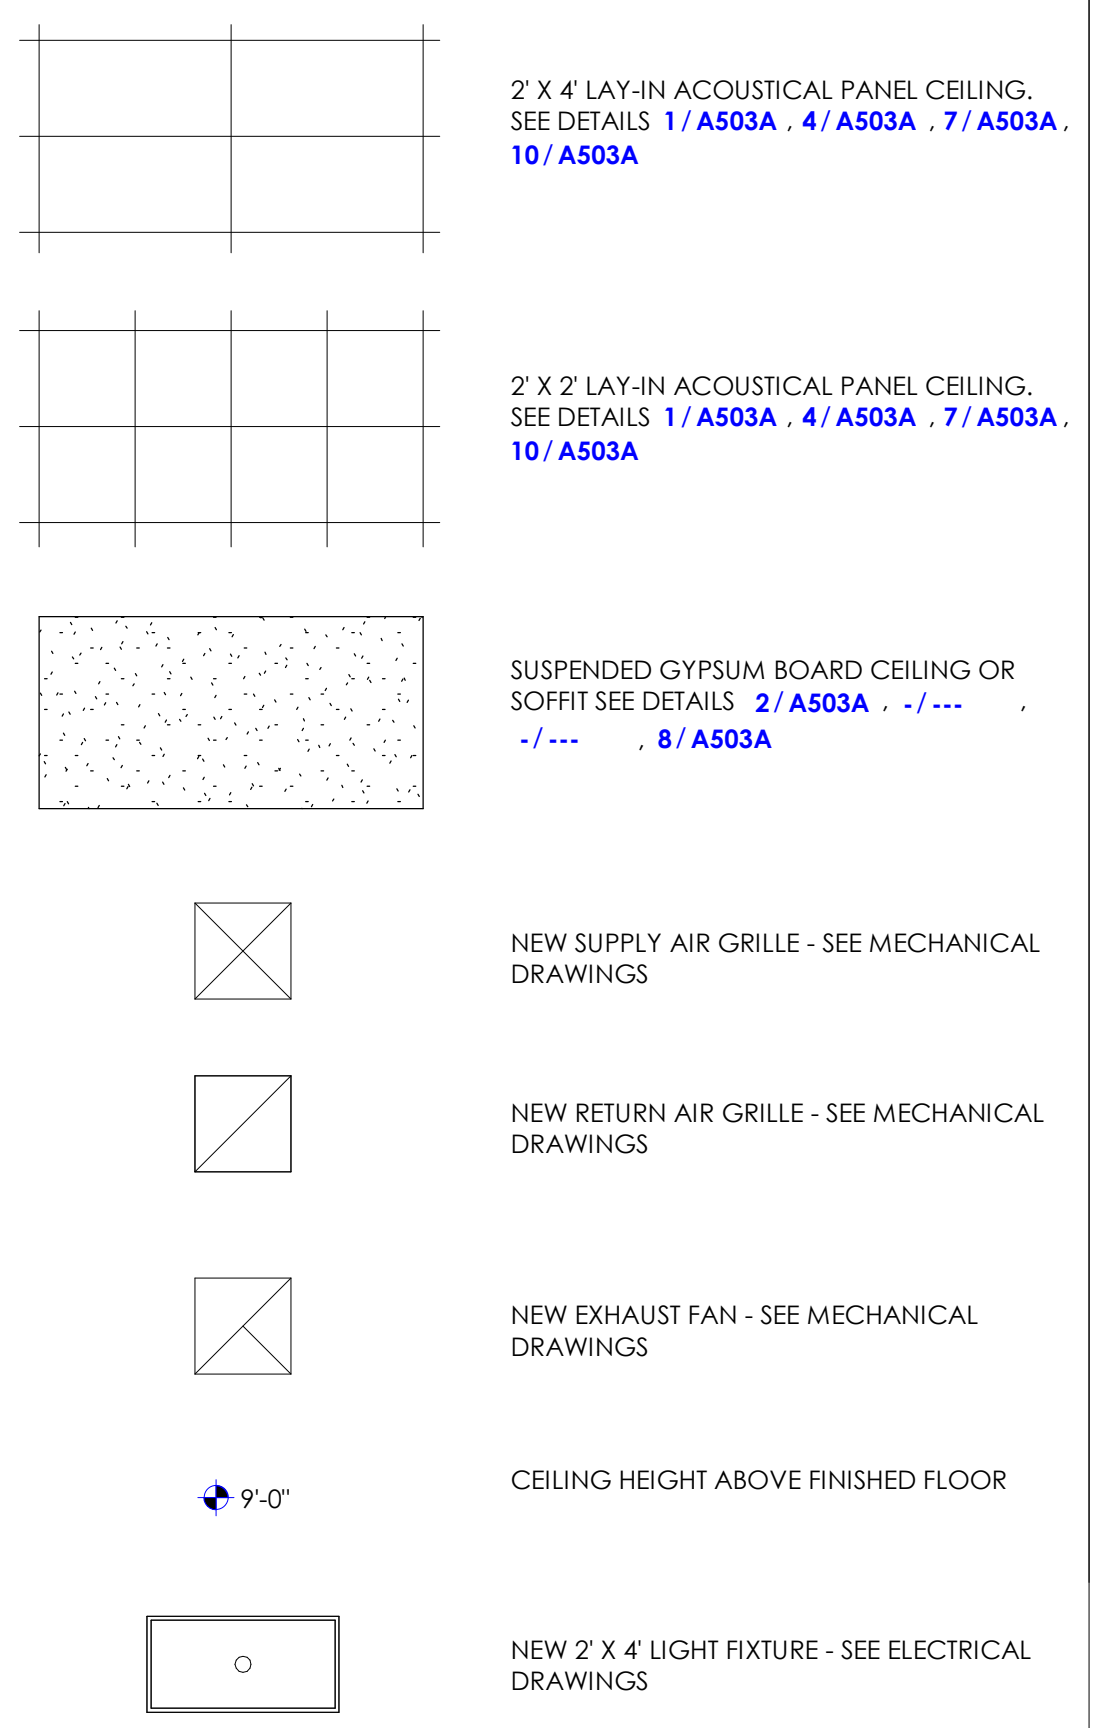 2' X 4' LAY-IN ACOUSTICAL PANEL CEILING.
SEE DETAILS 1/A503A , 4/A503A , 7/A503A ,
10/A503A
2' X 2' LAY-IN ACOUSTICAL PANEL CEILING.
SEE DETAILS 1/A503A , 4/A503A , 7/A503A ,
10/A503A
SUSPENDED GYPSUM BOARD CEILING OR
SOFFIT SEE DETAILS 2/A503A , -/--- ,
-/--- , 8/A503A
NEW SUPPLY AIR GRILLE - SEE MECHANICAL
DRAWINGS
NEW RETURN AIR GRILLE - SEE MECHANICAL
DRAWINGS
NEW EXHAUST FAN - SEE MECHANICAL
DRAWINGS
9'-0"
CEILING HEIGHT ABOVE FINISHED FLOOR
NEW 2' X 4' LIGHT FIXTURE - SEE ELECTRICAL
DRAWINGS